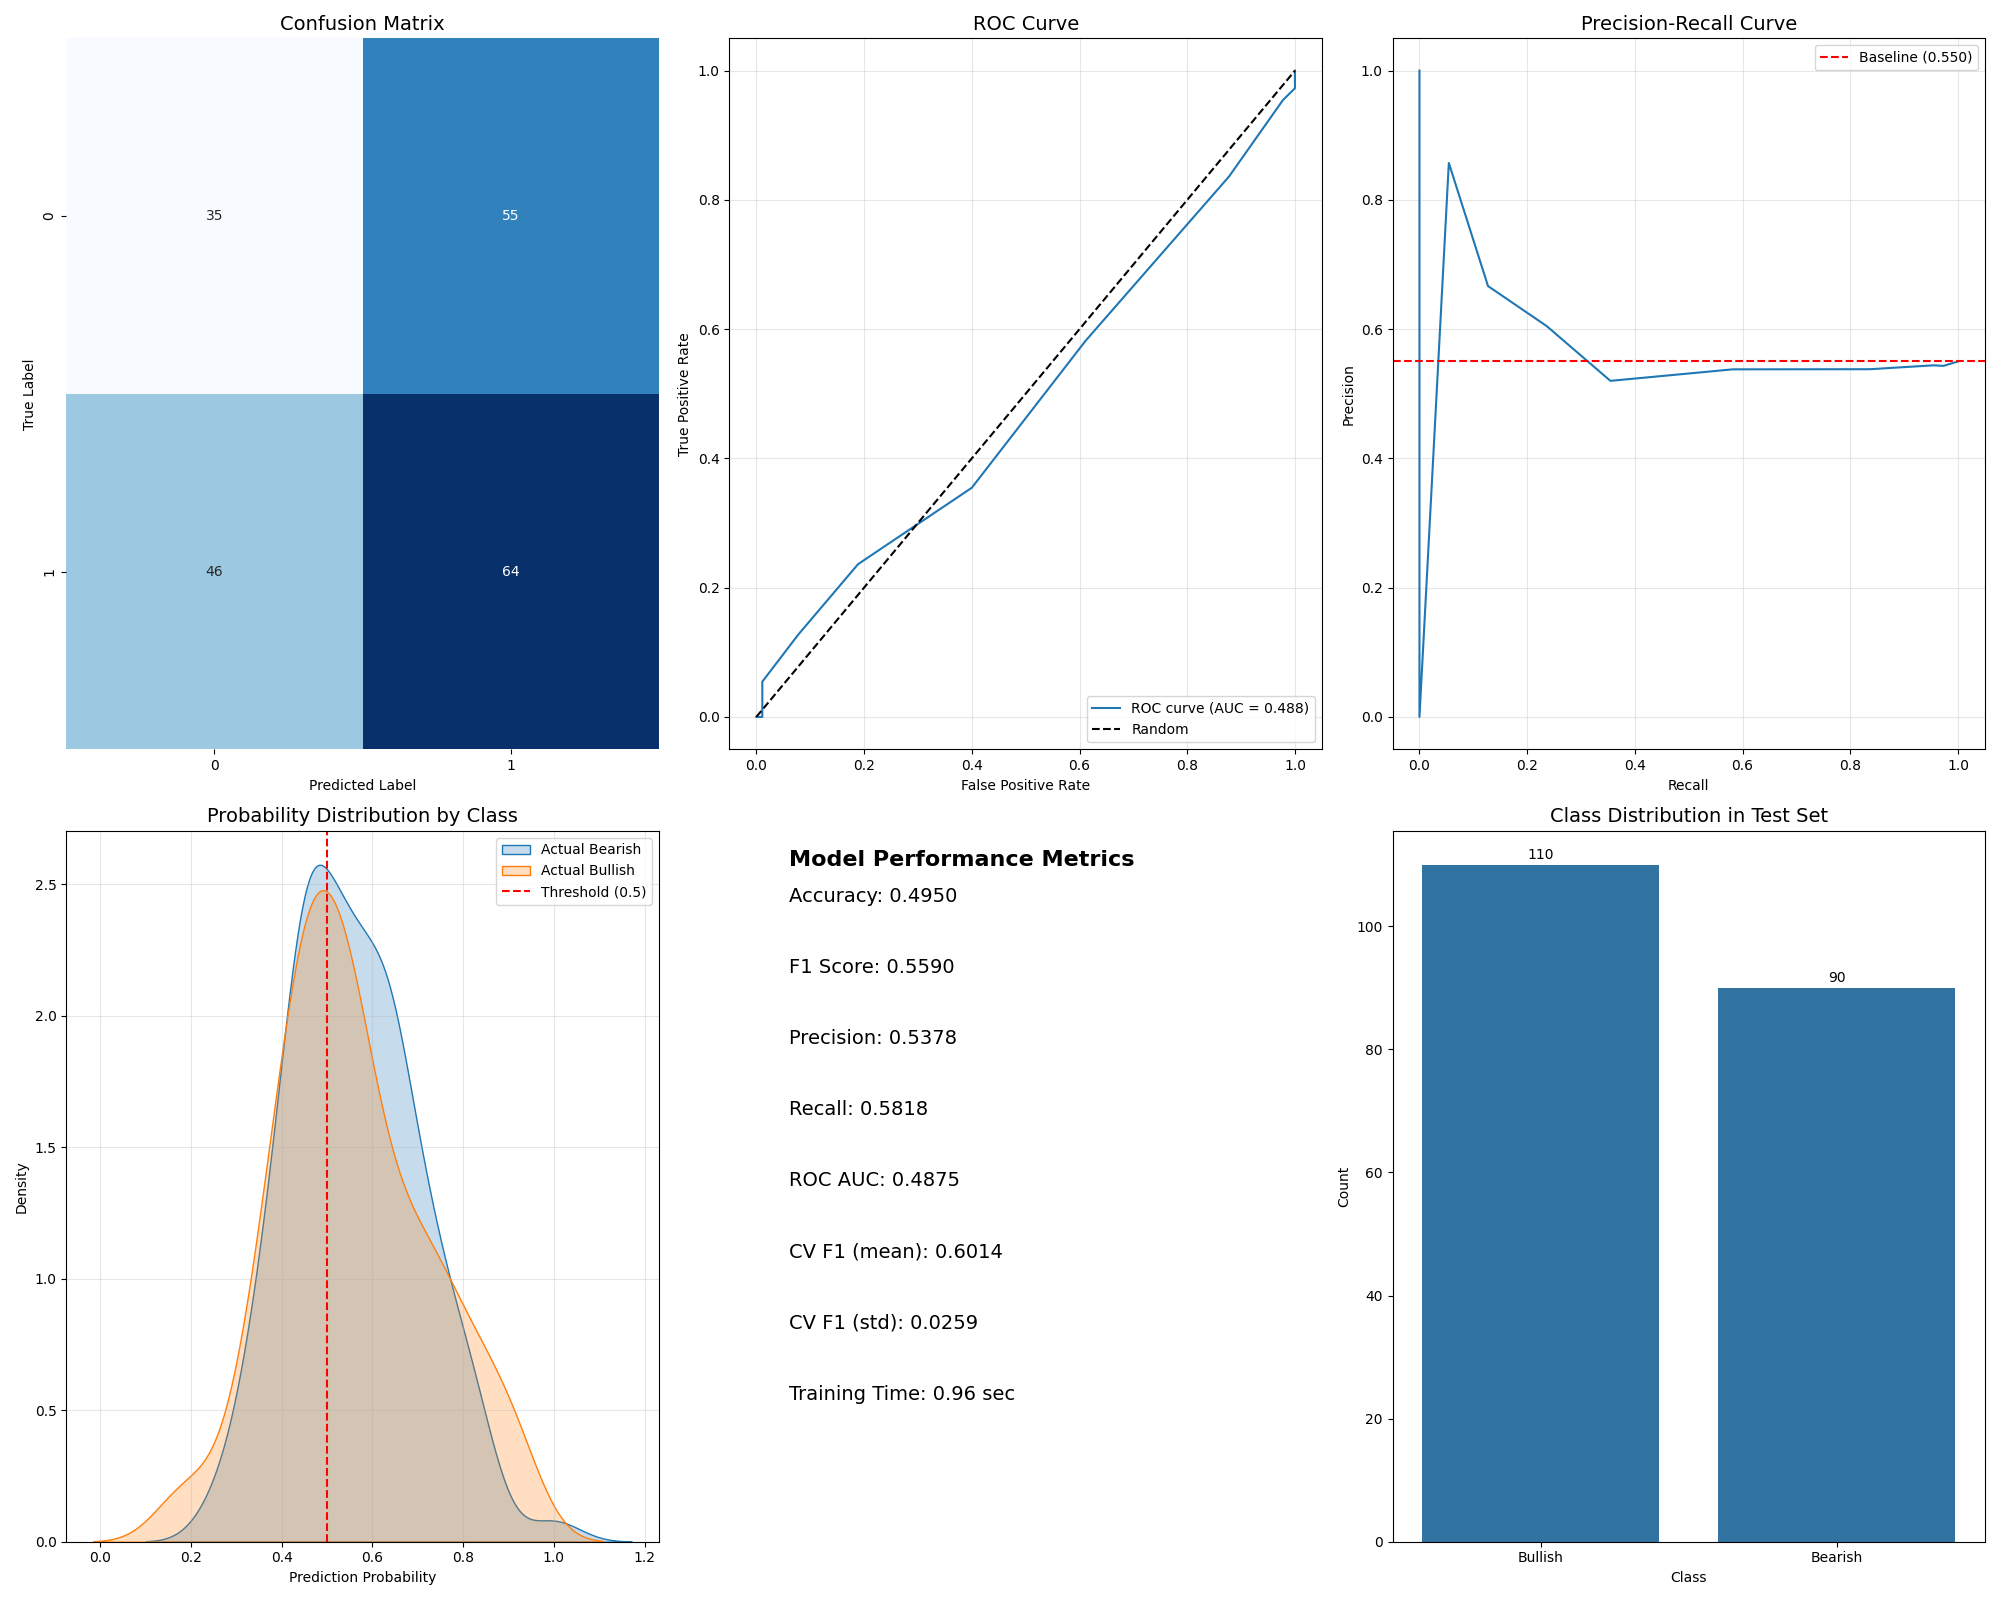 Confusion Matrix
0
1
True Label
35
55
46
64
0
1
Predicted Label
ROC Curve
1.0
0.8
0.6
0.4
0.2
0.0
True Positive Rate
ROC curve (AUC = 0.488)
Random
0.0
0.2
0.4
0.6
0.8
1.0
False Positive Rate
Precision-Recall Curve
Baseline (0.550)
1.0
0.8
0.6
0.4
0.2
0.0
Precision
0.0
0.2
0.4
0.6
0.8
1.0
Recall
Probability Distribution by Class
Actual Bearish
Actual Bullish
Threshold (0.5)
2.5
2.0
1.5
1.0
0.5
0.0
Density
0.0
0.2
0.4
0.6
0.8
1.0
1.2
Prediction Probability
Model Performance Metrics
Accuracy: 0.4950
F1 Score: 0.5590
Precision: 0.5378
Recall: 0.5818
ROC AUC: 0.4875
CV F1 (mean): 0.6014
CV F1 (std): 0.0259
Training Time: 0.96 sec
Class Distribution in Test Set
110
90
100
80
60
40
20
0
Count
Bullish
Bearish
Class